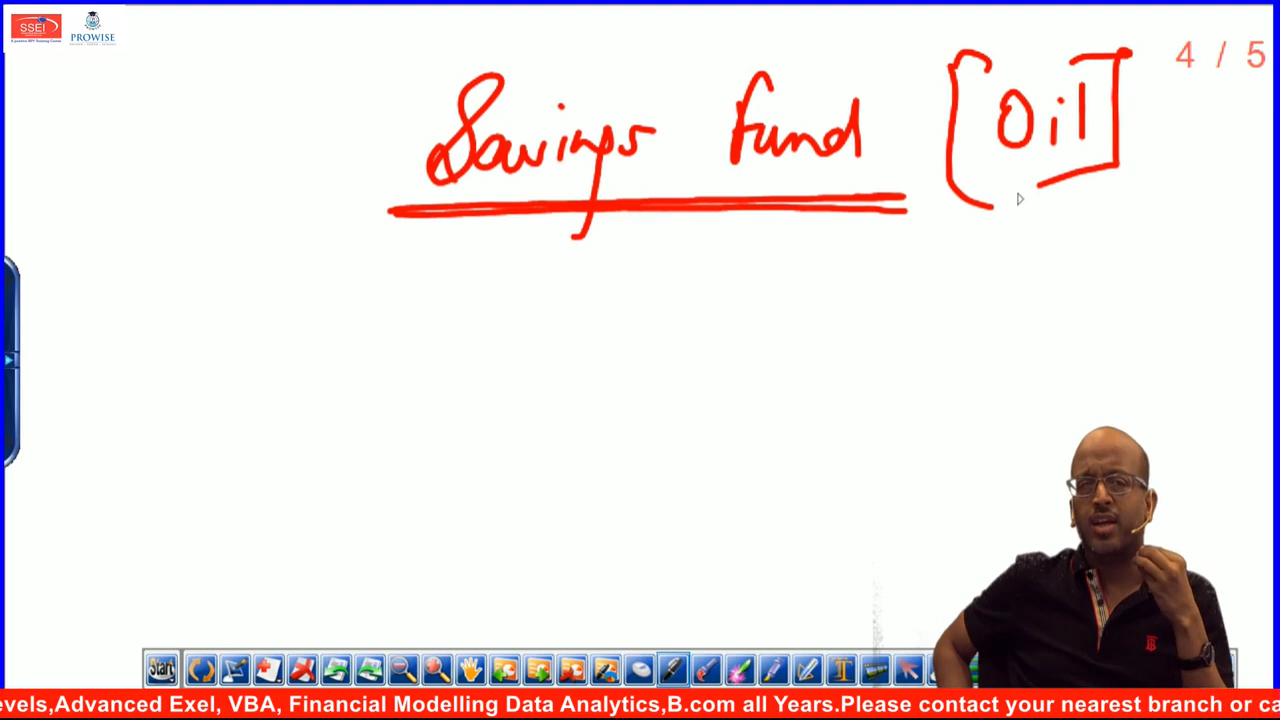 SSEI
PROWISE
4 / 5
Savings Fund [Oil]
Start
T
evels,Advanced Exel, VBA, Financial Modelling Data Analytics,B.com all Years.Please contact your nearest branch or ca